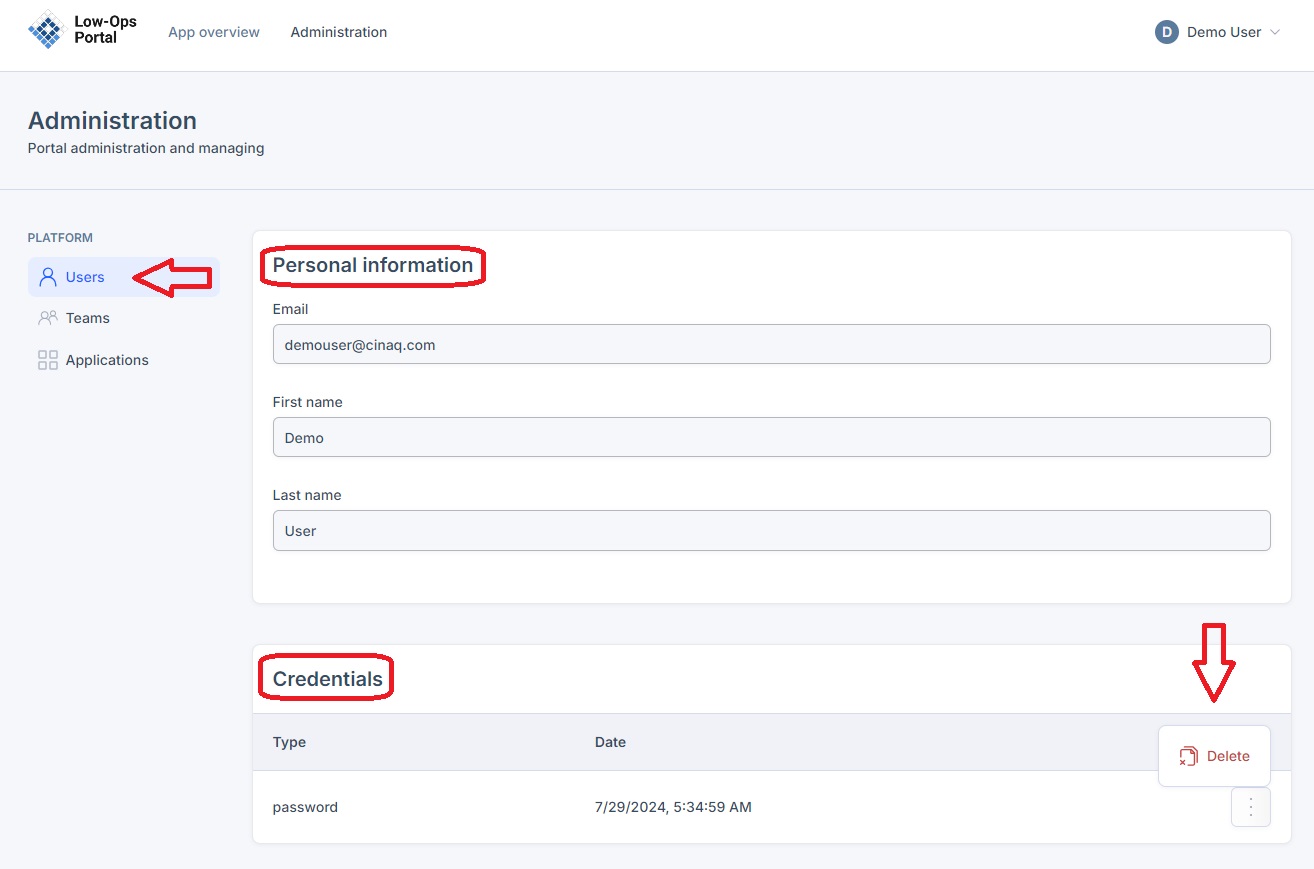 Low-Ops
Portal
App overview
Administration
D
Demo User
Administration
Portal administration and managing
PLATFORM
Users
Teams
Applications
Personal information
Email
demouser@cinaq.com
First name
Demo
Last name
User
Credentials
Type
Date
Delete
password
7/29/2024, 5:34:59 AM